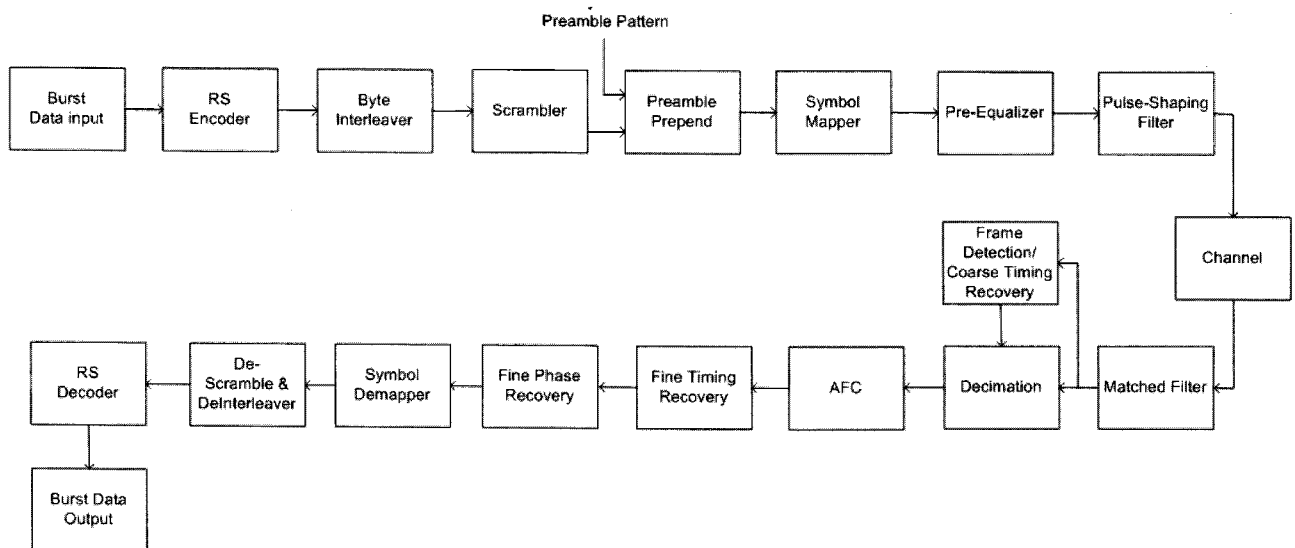 Preamble Pattern
Burst
Data input
RS
Encoder
Byte
Interleaver
Scrambler
Preamble
Prepend
Symbol
Mapper
Pre-Equalizer
Pulse-Shaping
Filter
Channel
Frame
Detection/
Coarse Timing
Recovery
RS
Decoder
De-
Scramble &
DeInterleaver
Symbol
Demapper
Fine Phase
Recovery
Fine Timing
Recovery
AFC
Decimation
Matched Filter
Burst Data
Output